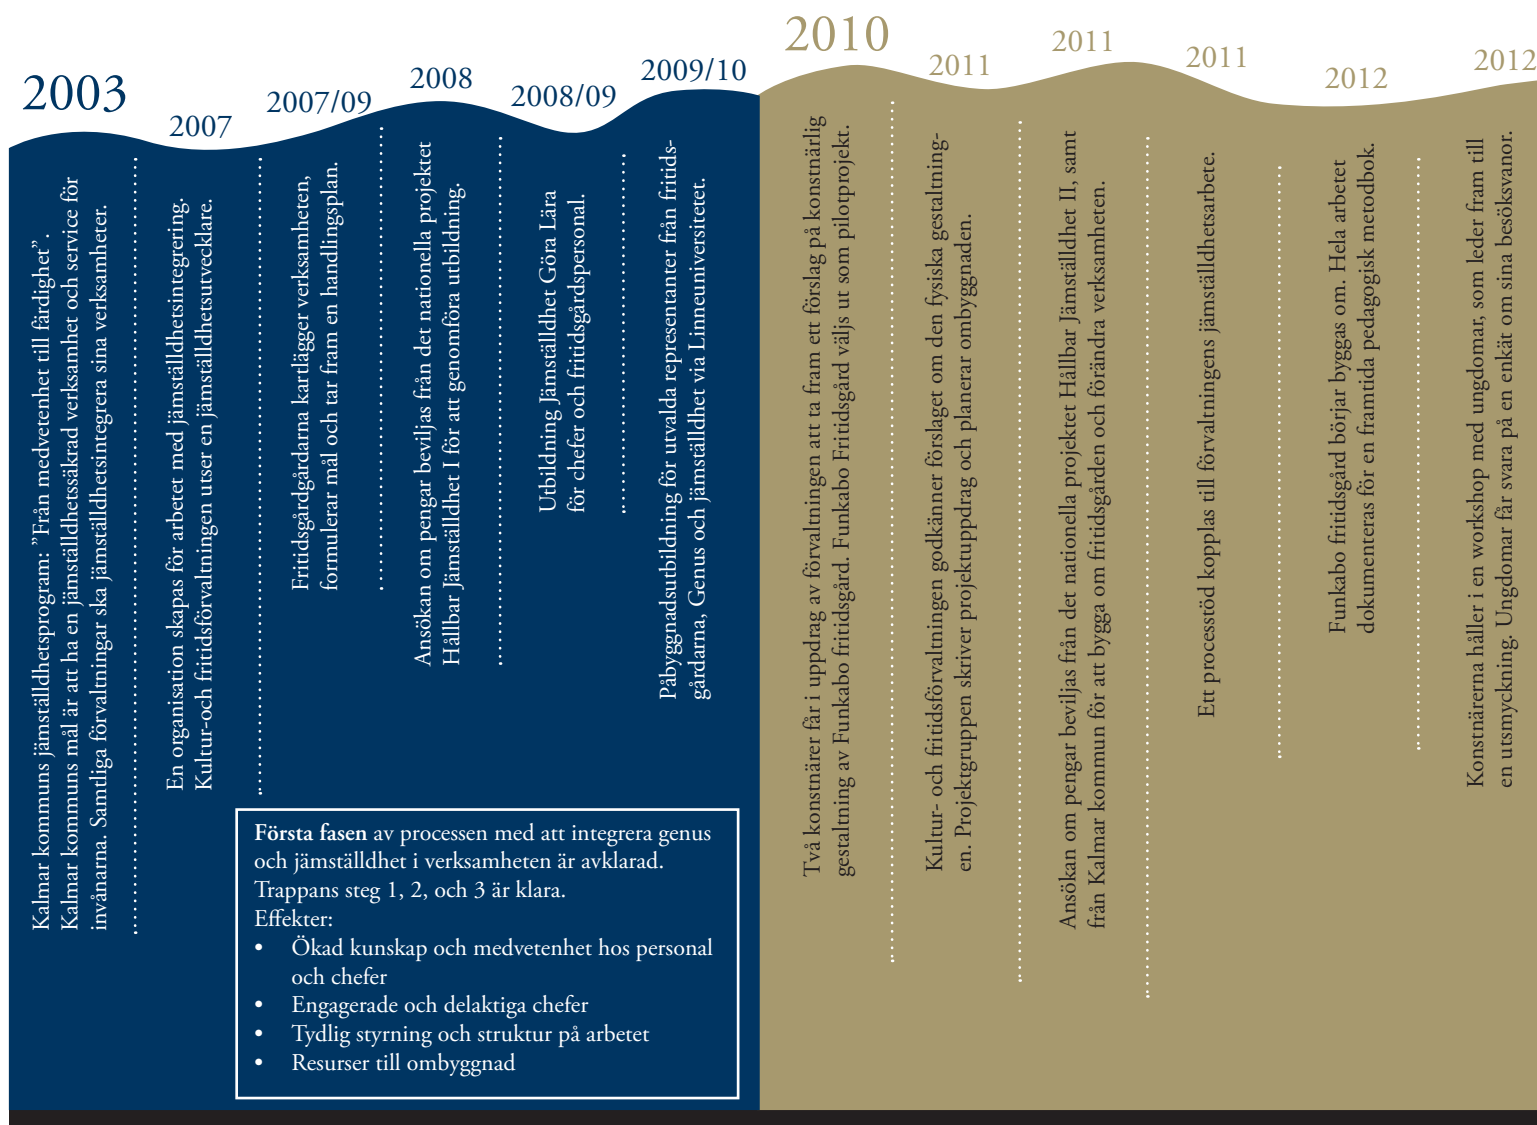 2003
Kalmar kommuns jämställdhetsprogram: ”Från medvetenhet till färdighet”.
Kalmar kommuns mål är att ha en jämställdhetssäkrad verksamhet och service för
invånarna. Samtliga förvaltningar ska jämställdhetsintegrera sina verksamheter.
2007
En organisation skapas för arbetet med jämställdhetsintegrering.
Kultur-och fritidsförvaltningen utser en jämställdhetsutvecklare.
2007/09
Fritidsgårdgårdarna kartlägger verksamheten,
formulerar mål och tar fram en handlingsplan.
2008
Ansökan om pengar beviljas från det nationella projektet
Hållbar Jämställdhet I för att genomföra utbildning.
2008/09
Utbildning Jämställdhet Göra Lära
för chefer och fritidsgårdspersonal.
2009/10
Påbyggnadsutbildning för utvalda representanter från fritids-
gårdarna, Genus och jämställdhet via Linneuniversitetet.
Första fasen av processen med att integrera genus
och jämställdhet i verksamheten är avklarad.
Trappans steg 1, 2, och 3 är klara.
Effekter:
• Ökad kunskap och medvetenhet hos personal
och chefer
• Engagerade och delaktiga chefer
• Tydlig styrning och struktur på arbetet
• Resurser till ombyggnad
2010
Två konstnärer får i uppdrag av förvaltningen att ta fram ett förslag på konstnärlig
gestaltning av Funkabo fritidsgård. Funkabo Fritidsgård väljs ut som pilotprojekt.
2011
Kultur- och fritidsförvaltningen godkänner förslaget om den fysiska gestaltning-
en. Projektgruppen skriver projektuppdrag och planerar ombyggnaden.
2011
Ansökan om pengar beviljas från det nationella projektet Hållbar Jämställdhet II, samt
från Kalmar kommun för att bygga om fritidsgården och förändra verksamheten.
2011
Ett processtöd kopplas till förvaltningens jämställdhetsarbete.
2012
Funkabo fritidsgård börjar byggas om. Hela arbetet
dokumenteras för en framtida pedagogisk metodbok.
2012
Konstnärerna håller i en workshop med ungdomar, som leder fram till
en utsmyckning. Ungdomar får svara på en enkät om sina besöksvanor.